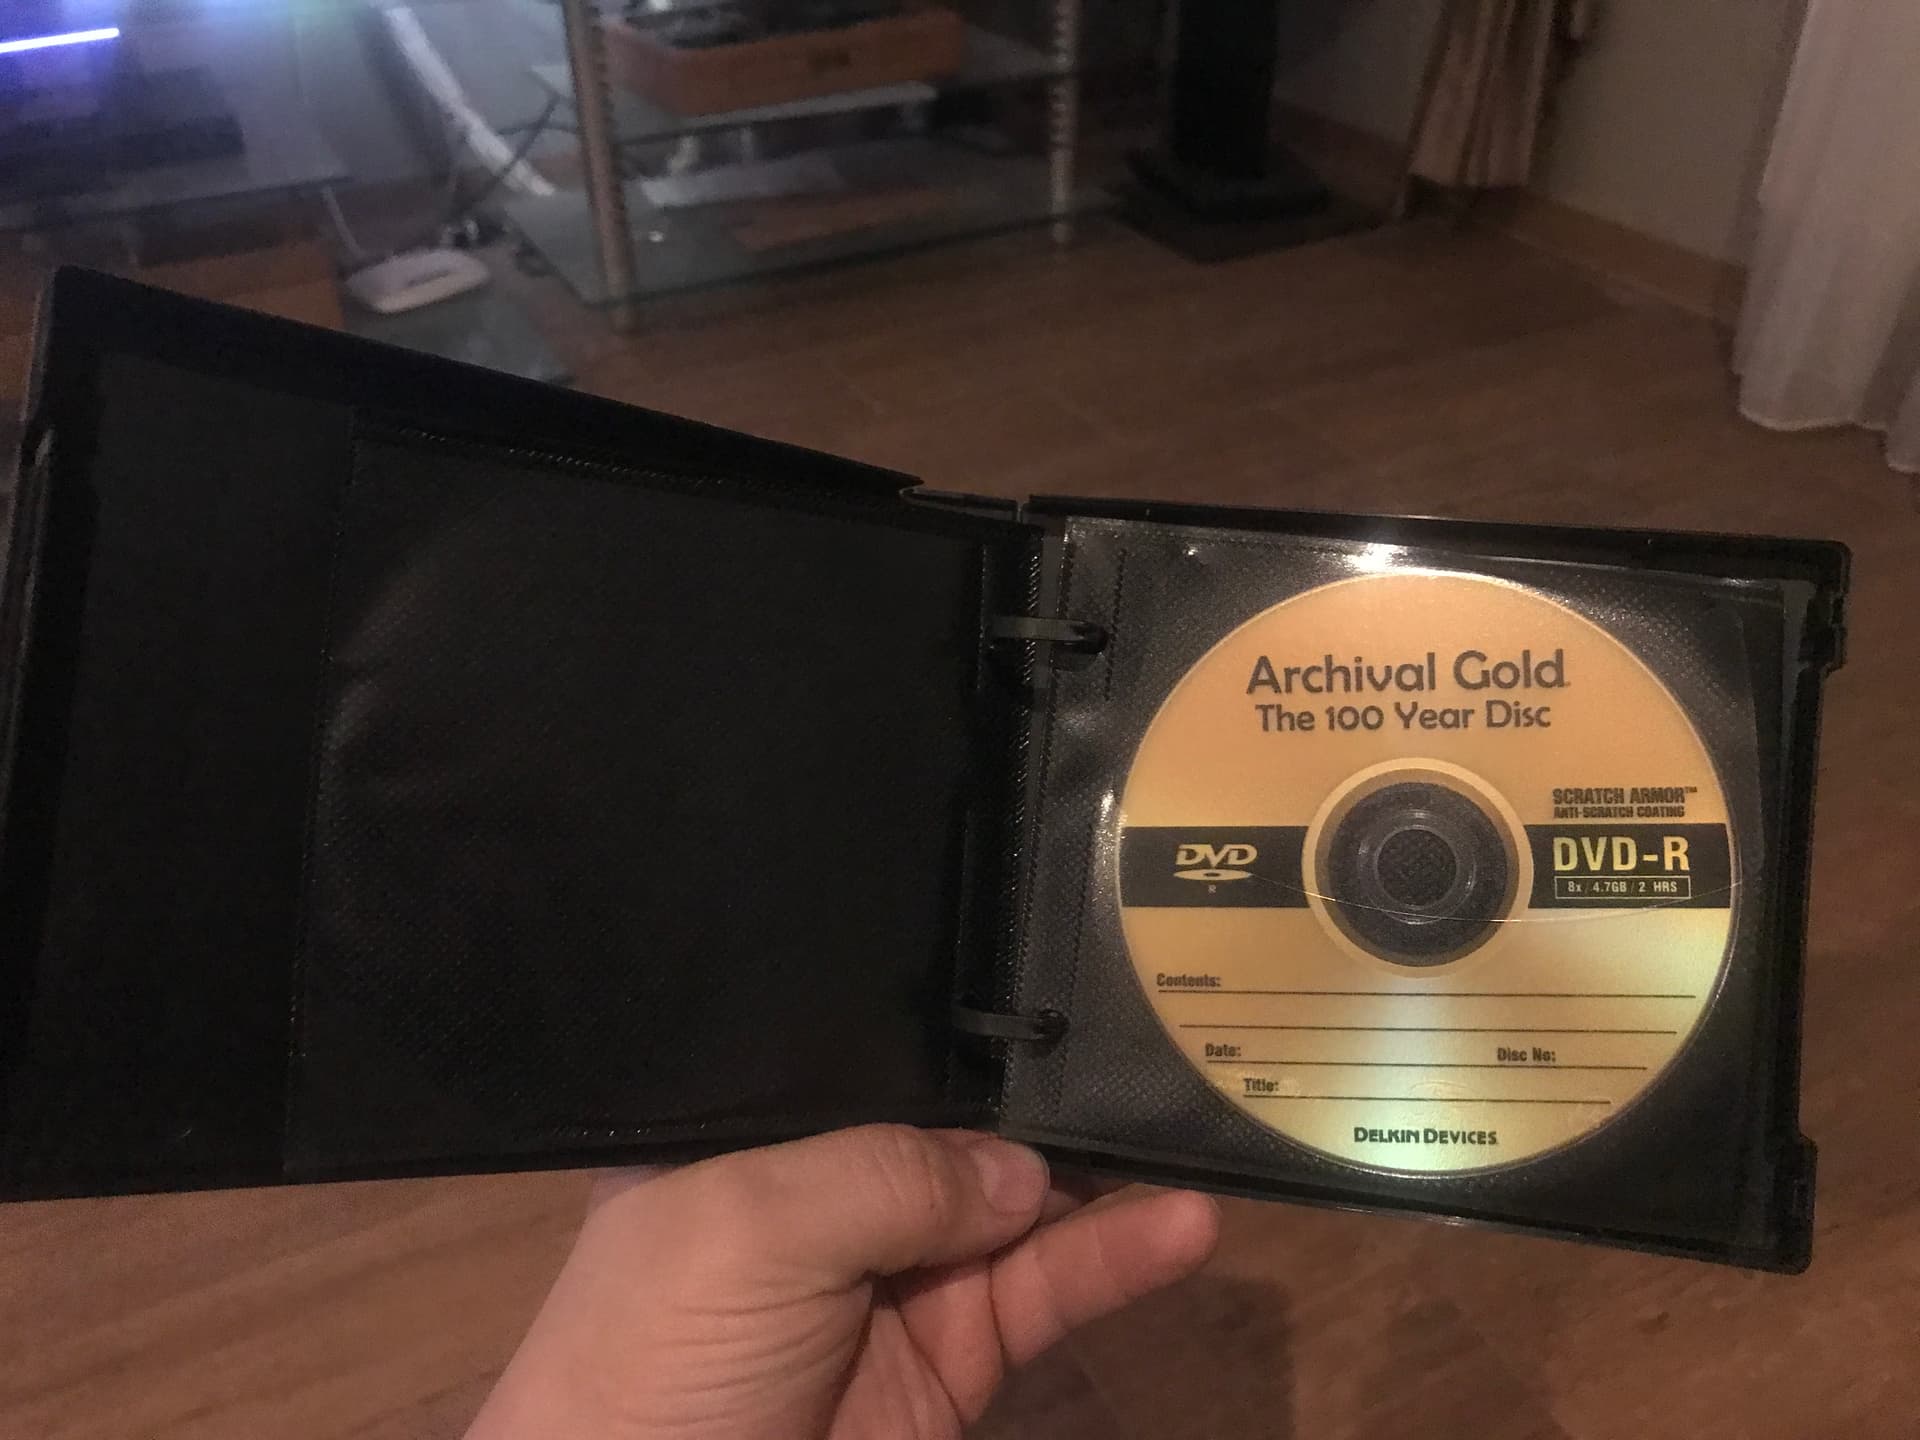 Archival Gold
The 100 Year Disc
SCRATCH ARMOR™
ANTI-SCRATCH COATING
DVD
R
DVD-R
8x / 4.7GB / 2 HRS
Contents:
Date:
Disc No:
Title:
DELKIN DEVICES